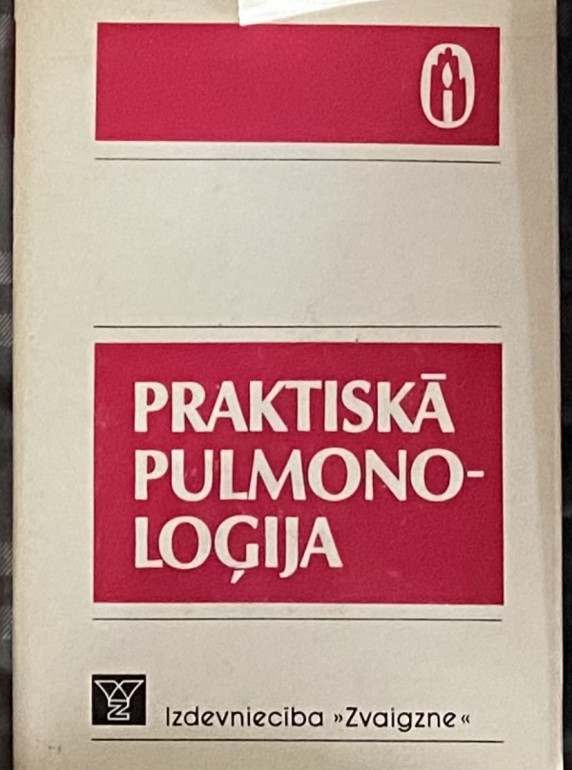 PRAKTISKĀ
PULMONO-
LOĢIJA
Izdevniecība »Zvaigzne«